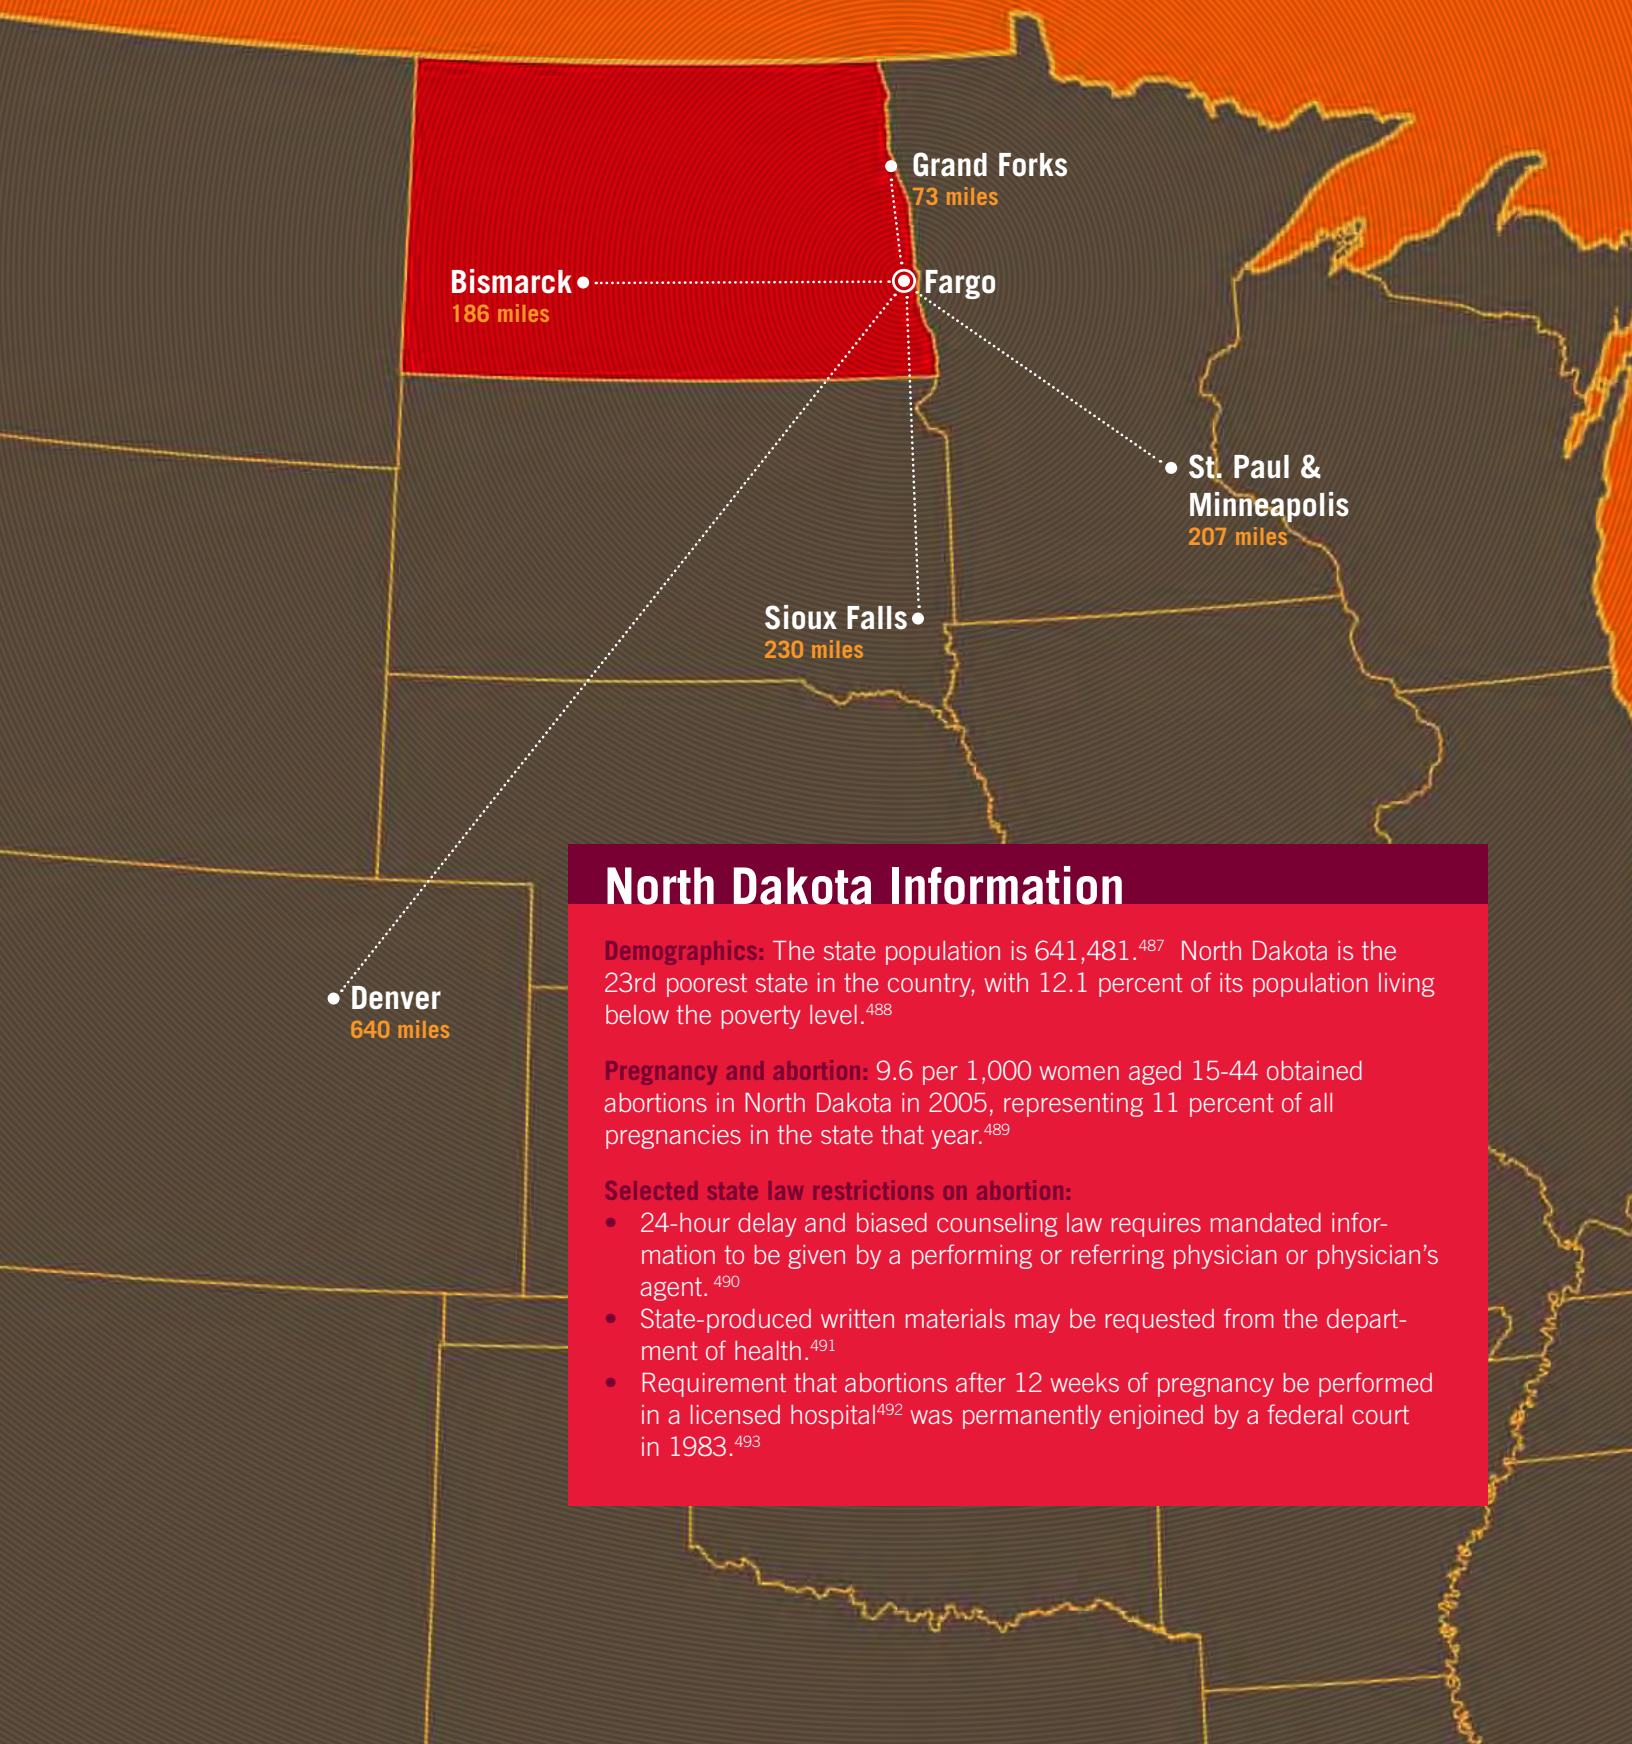 Grand Forks
73 miles
Bismarck
186 miles
Fargo
St. Paul &
Minneapolis
207 miles
Sioux Falls
230 miles
Denver
640 miles
North Dakota Information
Demographics: The state population is 641,481.487 North Dakota is the
23rd poorest state in the country, with 12.1 percent of its population living
below the poverty level.488
Pregnancy and abortion: 9.6 per 1,000 women aged 15-44 obtained
abortions in North Dakota in 2005, representing 11 percent of all
pregnancies in the state that year.489
Selected state law restrictions on abortion:
• 24-hour delay and biased counseling law requires mandated infor-
mation to be given by a performing or referring physician or physician’s
agent. 490
• State-produced written materials may be requested from the depart-
ment of health.491
• Requirement that abortions after 12 weeks of pregnancy be performed
in a licensed hospital492 was permanently enjoined by a federal court
in 1983.493